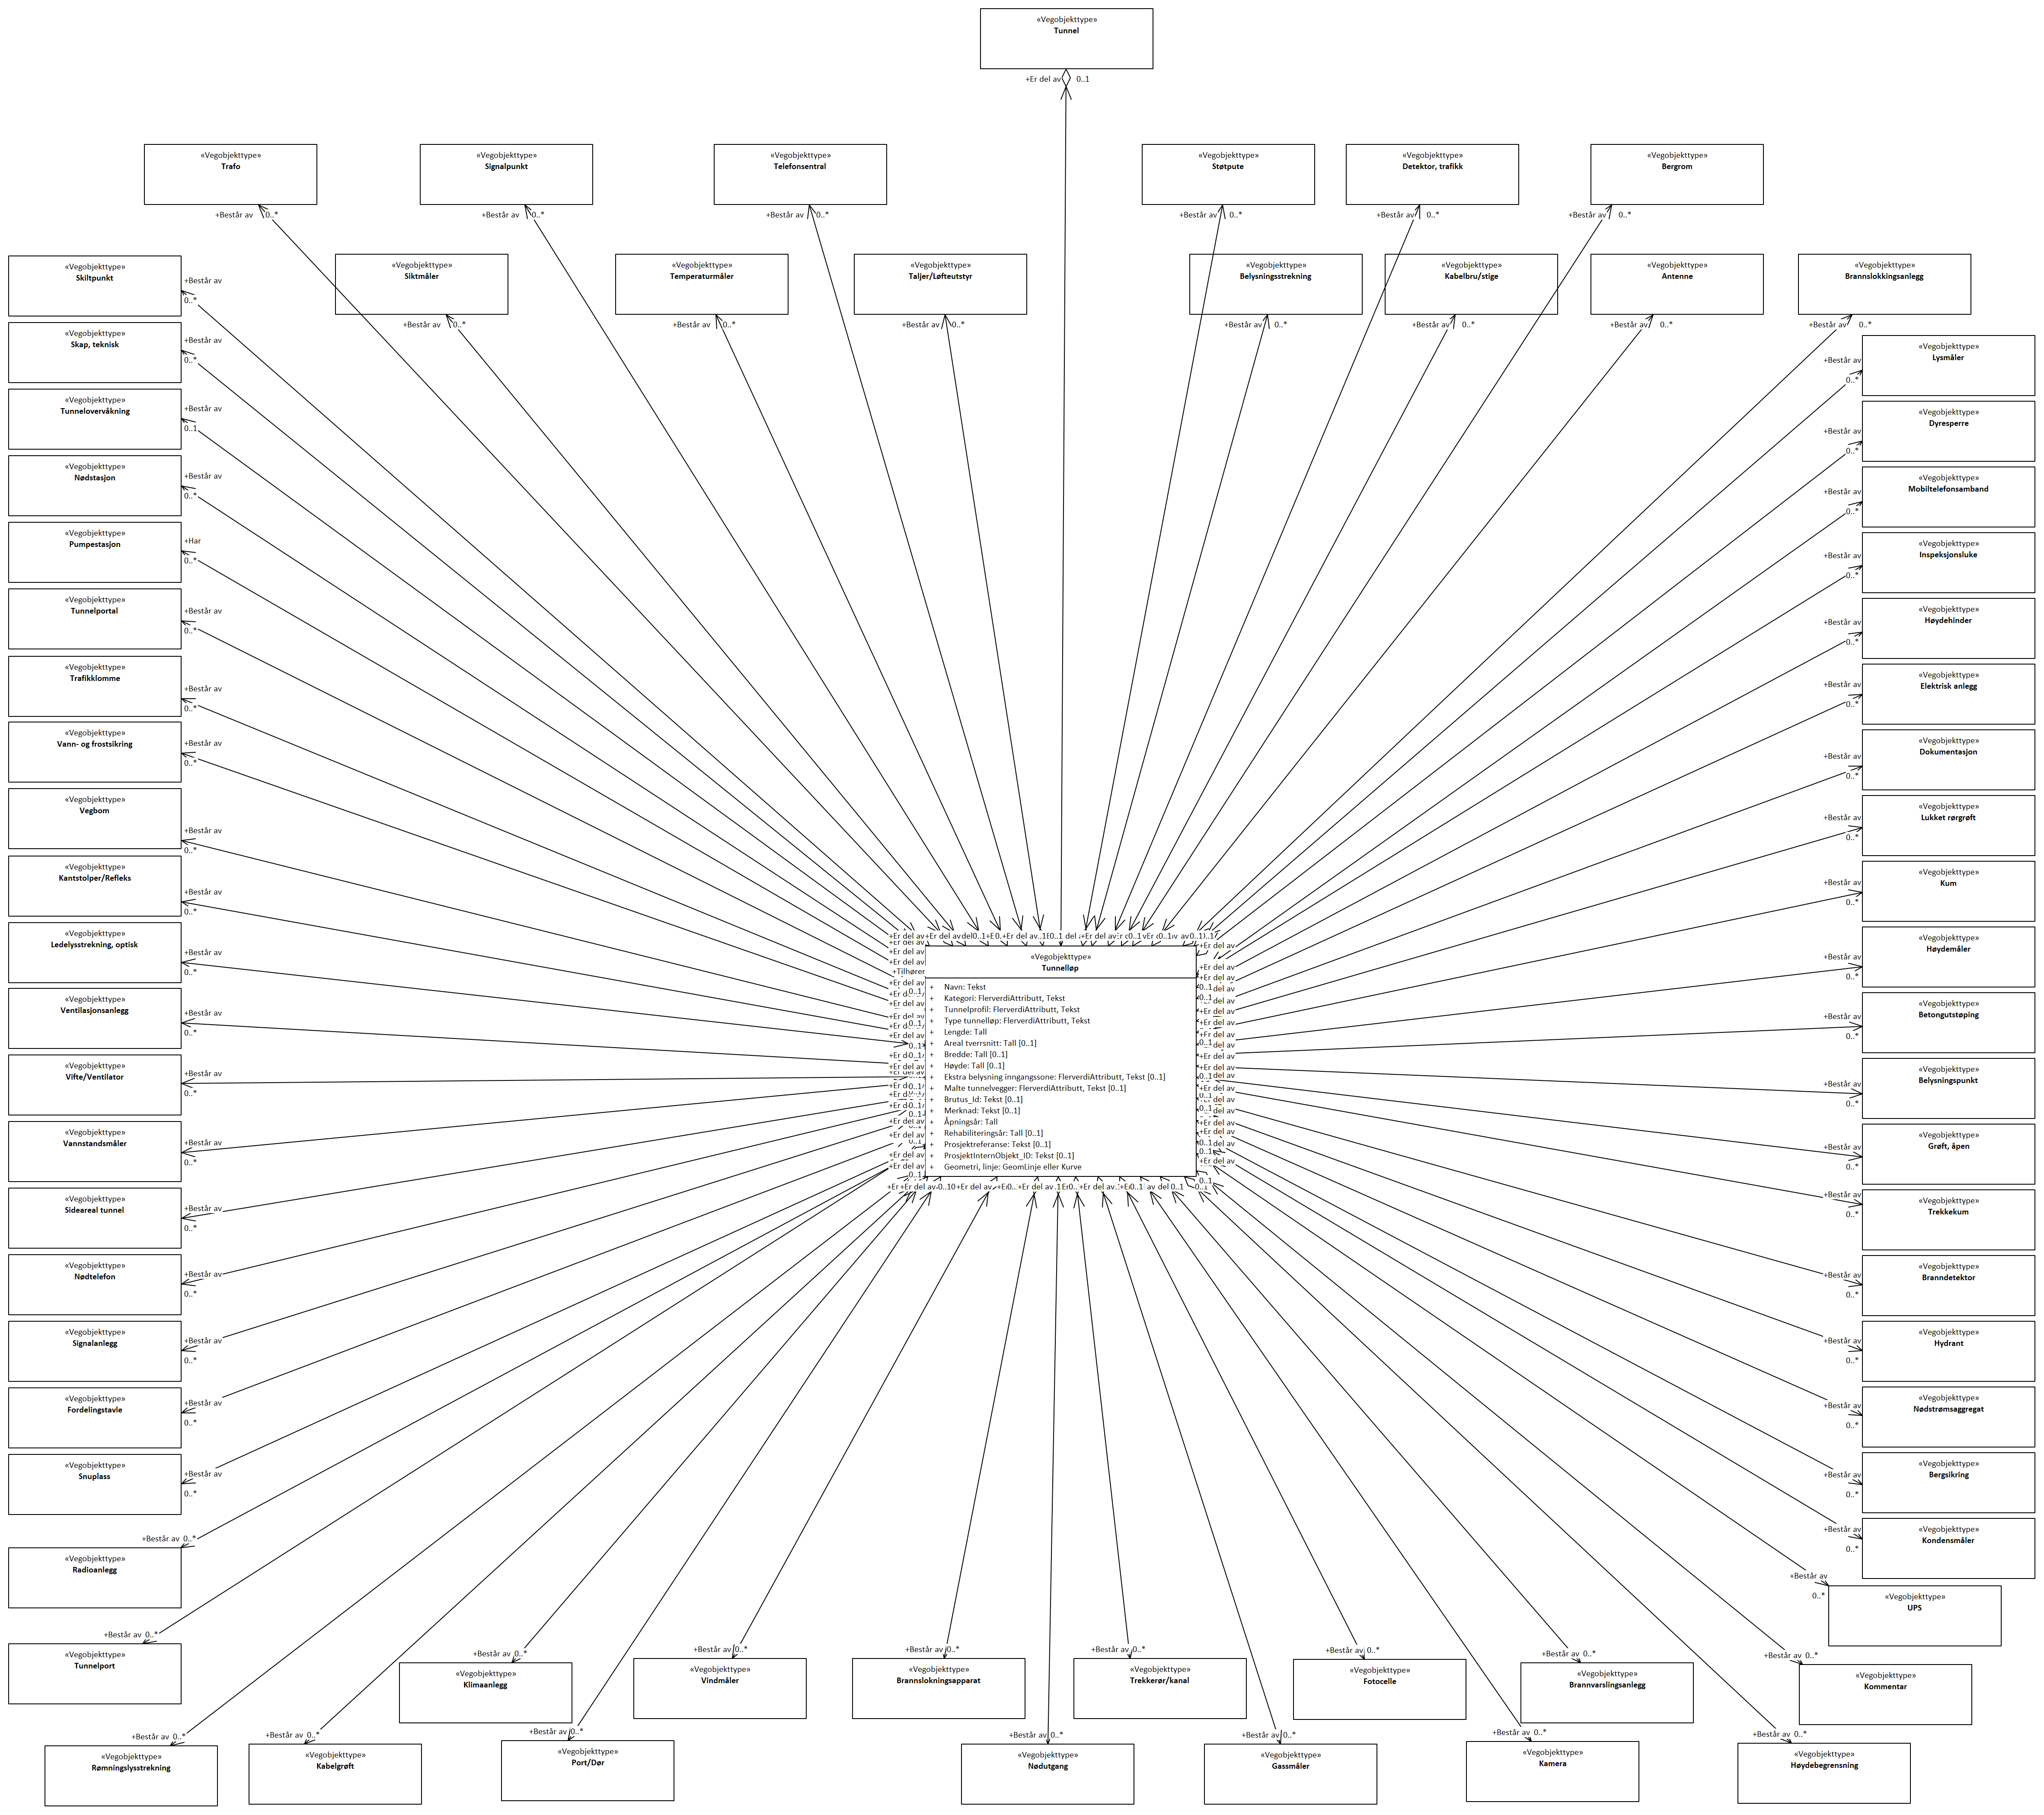 «Vegobjekttype»
Tunnel
+Er del av
0..1
«Vegobjekttype»
Trafo
+Består av 0..*
«Vegobjekttype»
Signalpunkt
+Består av 0..*
«Vegobjekttype»
Telefonsentral
+Består av 0..*
«Vegobjekttype»
Støtpute
+Består av 0..*
«Vegobjekttype»
Detektor, trafikk
+Består av 0..*
«Vegobjekttype»
Bergrom
+Består av 0..*
«Vegobjekttype»
Siktmåler
+Består av 0..*
«Vegobjekttype»
Temperaturmåler
+Består av 0..*
«Vegobjekttype»
Taljer/Løfteutstyr
+Består av 0..*
«Vegobjekttype»
Belysningsstrekning
+Består av 0..*
«Vegobjekttype»
Kabelbru/stige
+Består av 0..*
«Vegobjekttype»
Antenne
+Består av 0..*
«Vegobjekttype»
Brannslokkingsanlegg
+Består av 0..*
«Vegobjekttype»
Skiltpunkt
+Består av
0..*
«Vegobjekttype»
Skap, teknisk
+Består av
0..*
«Vegobjekttype»
Tunnelovervåkning
+Består av
0..1
«Vegobjekttype»
Nødstasjon
+Består av
0..*
«Vegobjekttype»
Pumpestasjon
+Har
0..*
«Vegobjekttype»
Tunnelportal
+Består av
0..*
«Vegobjekttype»
Trafikklomme
+Består av
0..*
«Vegobjekttype»
Vann- og frostsikring
+Består av
0..*
«Vegobjekttype»
Vegbom
+Består av
0..*
«Vegobjekttype»
Kantstolper/Refleks
+Består av
0..*
«Vegobjekttype»
Ledelysstrekning, optisk
+Består av
0..*
«Vegobjekttype»
Ventilasjonsanlegg
+Består av
0..*
«Vegobjekttype»
Vifte/Ventilator
+Består av
0..*
«Vegobjekttype»
Vannstandsmåler
+Består av
0..*
«Vegobjekttype»
Sideareal tunnel
+Består av
0..*
«Vegobjekttype»
Nødtelefon
+Består av
0..*
«Vegobjekttype»
Signalanlegg
+Består av
0..*
«Vegobjekttype»
Fordelingstavle
+Består av
0..*
«Vegobjekttype»
Snuplass
+Består av
0..*
+Består av 0..*
«Vegobjekttype»
Radioanlegg
+Består av 0..*
«Vegobjekttype»
Tunnelport
+Tilhører
«Vegobjekttype»
Tunnelløp
+ Navn: Tekst
+ Kategori: FlerverdiAttributt, Tekst
+ Tunnelprofil: FlerverdiAttributt, Tekst
+ Type tunnelløp: FlerverdiAttributt, Tekst
+ Lengde: Tall
+ Areal tverrsnitt: Tall [0..1]
+ Bredde: Tall [0..1]
+ Høyde: Tall [0..1]
+ Ekstra belysning inngangssone: FlerverdiAttributt, Tekst [0..1]
+ Malte tunnelvegger: FlerverdiAttributt, Tekst [0..1]
+ Brutus_Id: Tekst [0..1]
+ Merknad: Tekst [0..1]
+ Åpningsår: Tall
+ Rehabiliteringsår: Tall [0..1]
+ Prosjektreferanse: Tekst [0..1]
+ ProsjektInternObjekt_ID: Tekst [0..1]
+ Geometri, linje: GeomLinje eller Kurve
+Består av
0..*
«Vegobjekttype»
Lysmåler
+Består av
0..*
«Vegobjekttype»
Dyresperre
+Består av
0..*
«Vegobjekttype»
Mobiltelefonsamband
+Består av
0..*
«Vegobjekttype»
Inspeksjonsluke
+Består av
0..*
«Vegobjekttype»
Høydehinder
+Består av
0..*
«Vegobjekttype»
Elektrisk anlegg
+Består av
0..*
«Vegobjekttype»
Dokumentasjon
+Består av
0..*
«Vegobjekttype»
Lukket rørgrøft
+Består av
0..*
«Vegobjekttype»
Kum
+Består av
0..*
«Vegobjekttype»
Høydemåler
+Består av
0..*
«Vegobjekttype»
Betongutstøping
+Består av
0..*
«Vegobjekttype»
Belysningspunkt
+Består av
0..*
«Vegobjekttype»
Grøft, åpen
+Består av
0..*
«Vegobjekttype»
Trekkekum
+Består av
0..*
«Vegobjekttype»
Branndetektor
+Består av
0..*
«Vegobjekttype»
Hydrant
+Består av
0..*
«Vegobjekttype»
Nødstrømsaggregat
+Består av
0..*
«Vegobjekttype»
Bergsikring
+Består av
0..*
«Vegobjekttype»
Kondensmåler
+Består av
0..*
«Vegobjekttype»
UPS
+Består av 0..*
«Vegobjekttype»
Klimaanlegg
+Består av 0..*
«Vegobjekttype»
Vindmåler
+Består av 0..*
«Vegobjekttype»
Brannslokningsapparat
+Består av 0..*
«Vegobjekttype»
Trekkerør/kanal
+Består av 0..*
«Vegobjekttype»
Fotocelle
+Består av 0..*
«Vegobjekttype»
Brannvarslingsanlegg
+Består av 0..*
«Vegobjekttype»
Kommentar
+Består av 0..*
«Vegobjekttype»
Rømningslysstrekning
+Består av 0..*
«Vegobjekttype»
Kabelgrøft
+Består av 0..*
«Vegobjekttype»
Port/Dør
+Består av 0..*
«Vegobjekttype»
Nødutgang
+Består av 0..*
«Vegobjekttype»
Gassmåler
+Består av 0..*
«Vegobjekttype»
Kamera
+Består av 0..*
«Vegobjekttype»
Høydebegrensning